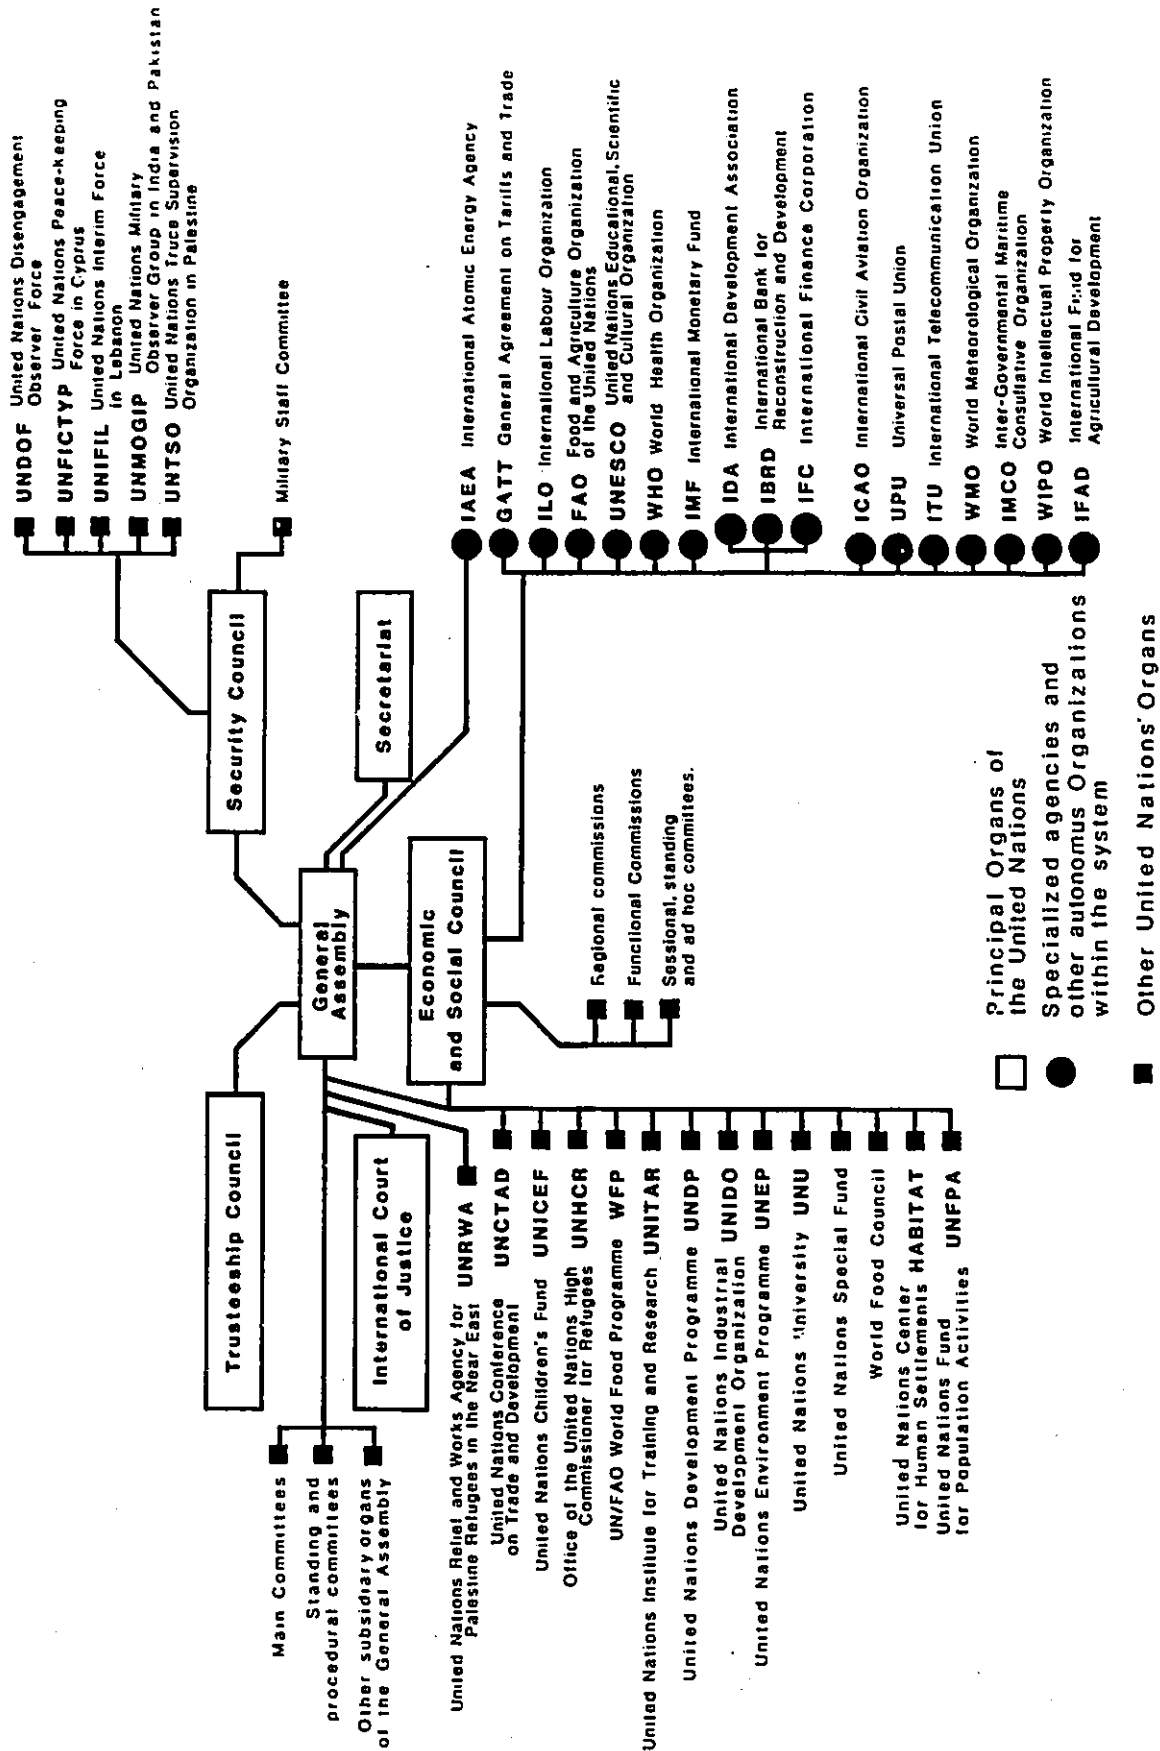 Trusteeship Council
Security Council
General
Assembly
International Court
of Justice
Secretariat
Economic
and Social Council
Main Committees
Standing and
procedural committees
Other subsidiary organs
of the General Assembly
United Nations Relief and Works Agency for
Palestine Refuges in the Near East
UNRWA
United Nations Conference
on Trade and Development
UNCTAD
United Nations Children's Fund UNICEF
Office of the United Nations High
Commissioner for Refugees
UNHCR
UN/FAO World Food Programme WFP
United Nations Institute for Training and Research UNITAR
United Nations Development Programme UNDP
United Nations Industrial
Development Organization
UNIDO
United Nations Environment Programme UNEP
United Nations University UNU
United Nations Special Fund
World Food Council
United Nations Center
for Human Settlements HABITAT
United Nations Fund
for Population Activities
UNFPA
Regional commissions
Functional Commissions
Sessional, standing
and ad hoc committees.
UNDOF United Nations Disengagement
Observer Force
UNFICTYP United Nations Peace-keeping
Force in Cyprus
UNIFIL United Nations Interim Force
in Lebanon
UNMOGIP United Nations Military
Observer Group in India and Pakistan
UNTSO United Nations Truce Supervision
Organization in Palestine
Military Staff Committee
IAEA International Atomic Energy Agency
GATT General Agreement on Tariffs and Trade
ILO International Labour Organization
FAO Food and Agriculture Organization
of the United Nations
UNESCO United Nations Educational, Scientific
and Cultural Organization
WHO World Health Organization
IMF International Monetary Fund
IDA International Development Association
IBRD International Bank for
Reconstruction and Development
IFC International Finance Corporation
ICAO International Civil Aviation Organization
UPU Universal Postal Union
ITU International Telecommunication Union
WMO World Meteorological Organization
IMCO Inter-Governmental Maritime
Consultative Organization
WIPO World Intellectual Property Organization
IFAD International Fund for
Agricultural Development
Principal Organs of
the United Nations
Specialized agencies and
other autonomus Organizations
within the system
Other United Nations' Organs